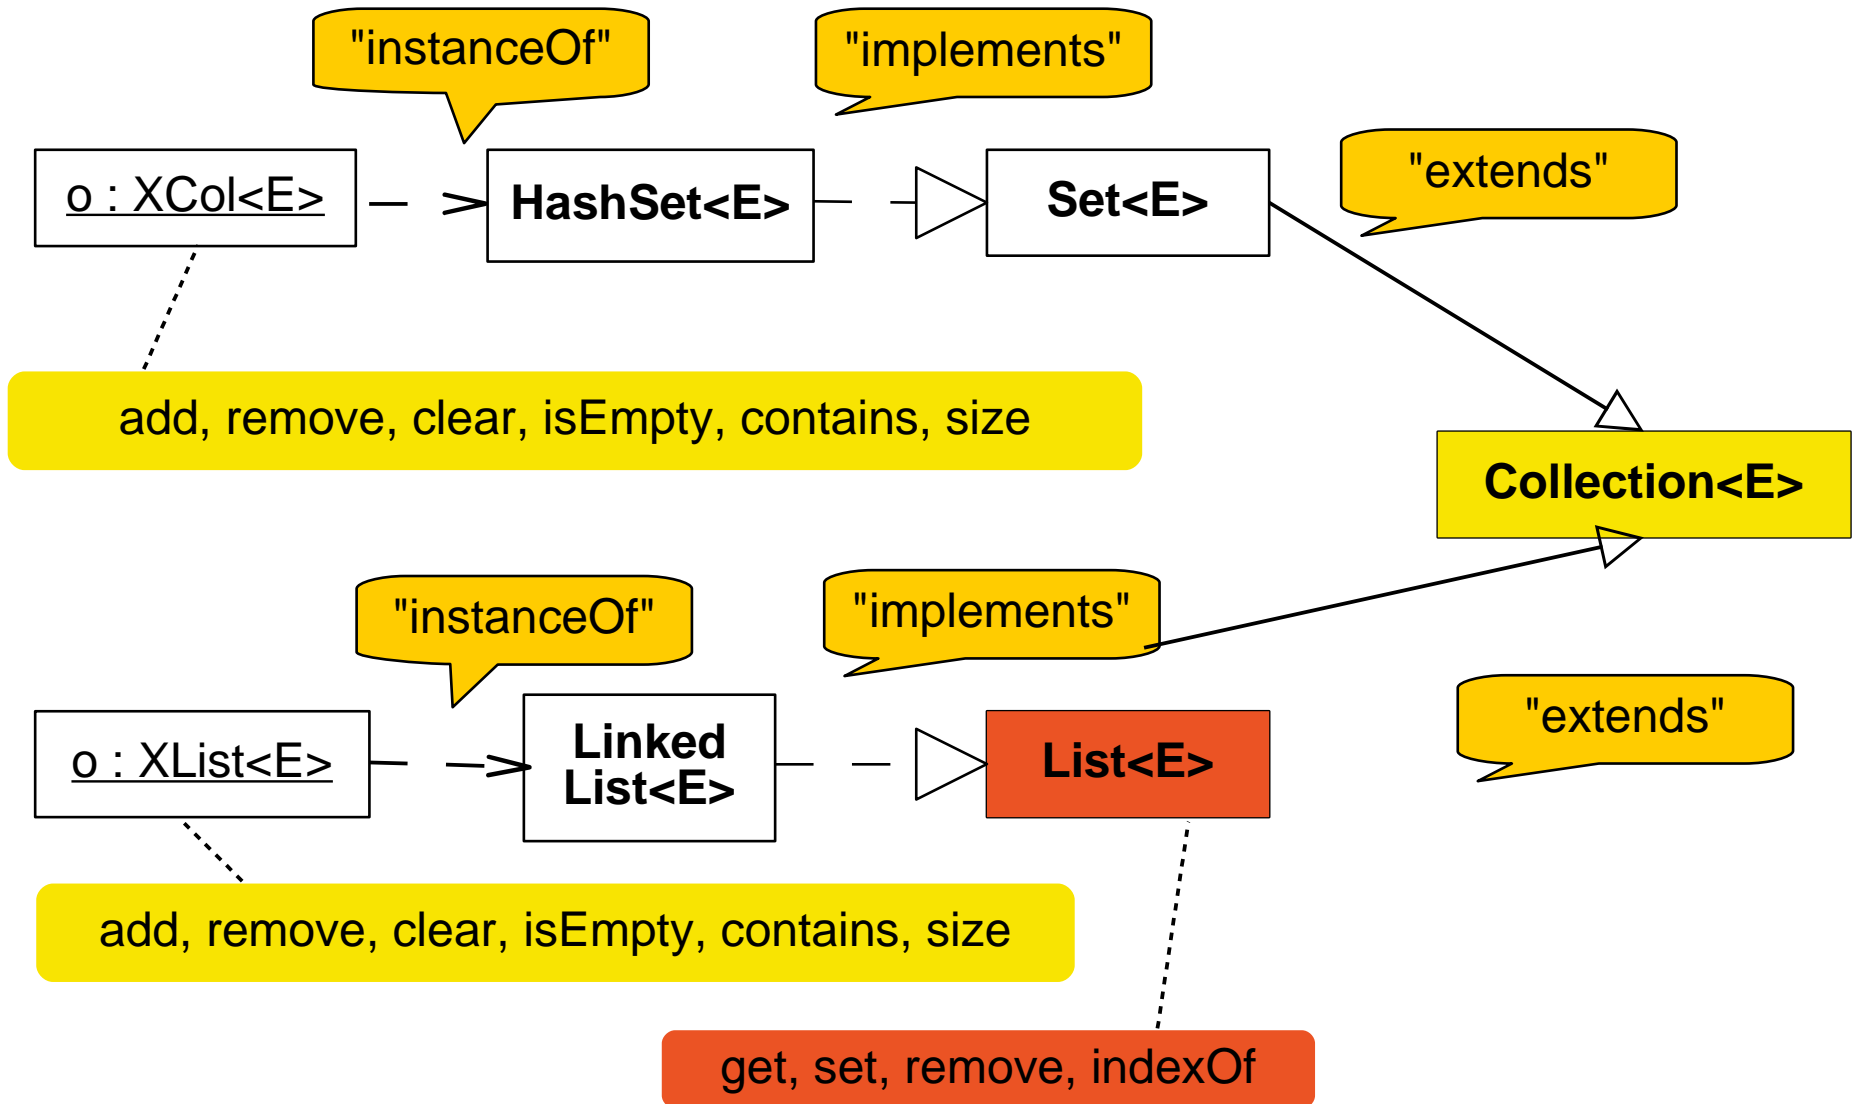 "instanceOf"
"implements"
"extends"
o : XCol<E>
HashSet<E>
Set<E>
add, remove, clear, isEmpty, contains, size
Collection<E>
"instanceOf"
"implements"
"extends"
o : XList<E>
Linked
List<E>
List<E>
add, remove, clear, isEmpty, contains, size
get, set, remove, indexOf